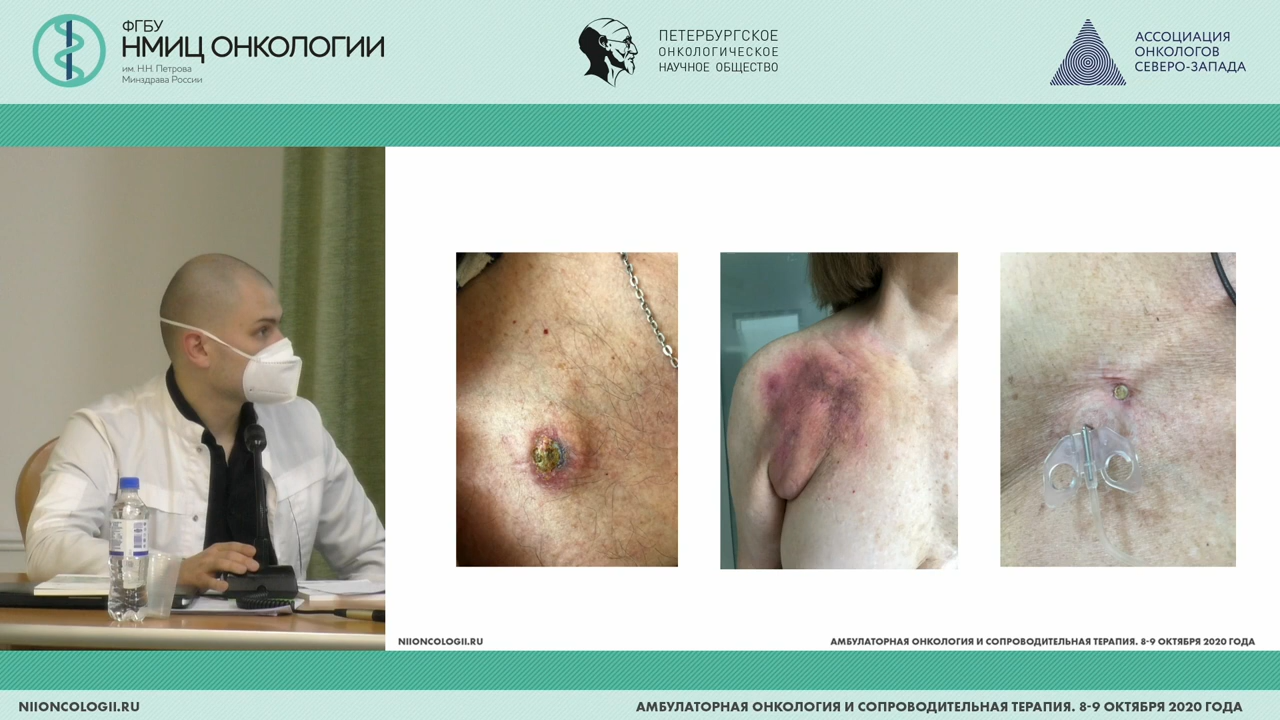 ФГБУ
НМИЦ ОНКОЛОГИИ
им. Н.Н. Петрова
Минздрава России
ПЕТЕРБУРГСКОЕ
ОНКОЛОГИЧЕСКОЕ
НАУЧНОЕ ОБЩЕСТВО
АССОЦИАЦИЯ
ОНКОЛОГОВ
СЕВЕРО-ЗАПАДА
NIIONCOLOGII.RU
АМБУЛАТОРНАЯ ОНКОЛОГИЯ И СОПРОВОДИТЕЛЬНАЯ ТЕРАПИЯ. 8-9 ОКТЯБРЯ 2020 ГОДА
NIIONCOLOGII.RU
АМБУЛАТОРНАЯ ОНКОЛОГИЯ И СОПРОВОДИТЕЛЬНАЯ ТЕРАПИЯ. 8-9 ОКТЯБРЯ 2020 ГОДА